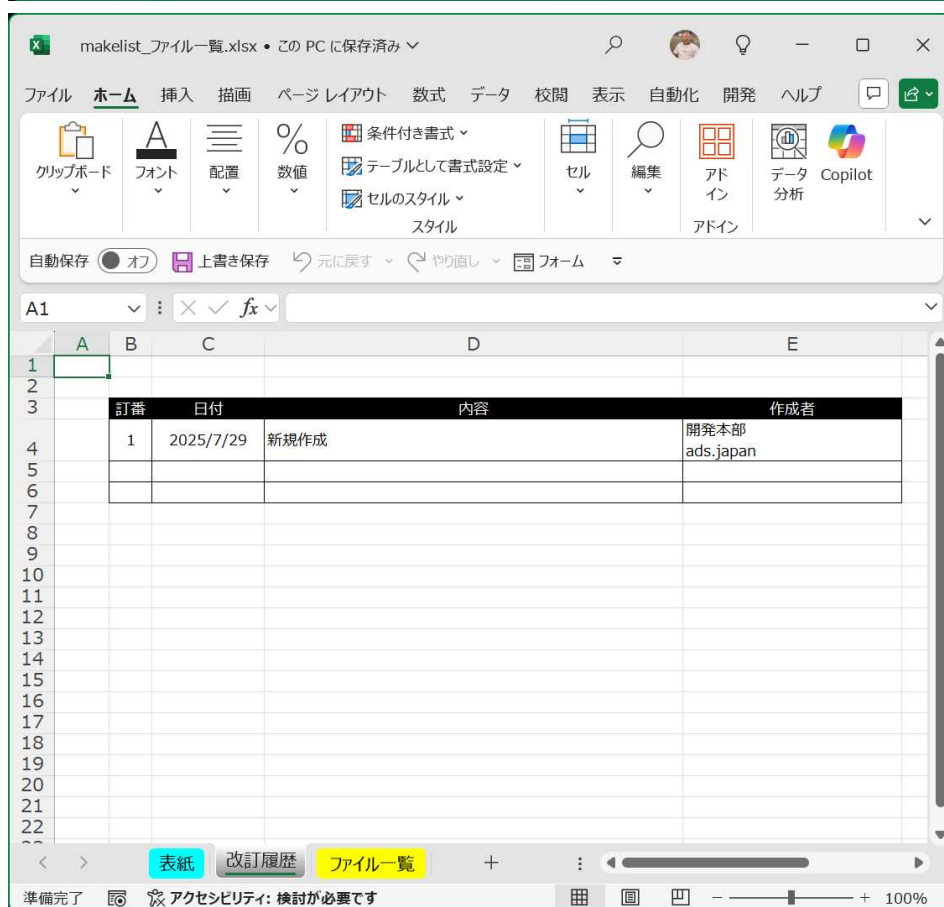 makelist_ファイル一覧.xlsx • この PC に保存済み
ファイル ホーム 挿入 描画 ページ レイアウト 数式 データ 校閲 表示 自動化 開発 ヘルプ
クリップボード フォント 配置 数値 条件付き書式 テーブルとして書式設定 セルのスタイル スタイル セル 編集 アドイン アドイン データ分析 Copilot
自動保存 オフ 上書き保存 元に戻す やり直し フォーム
A1 fx
A B C D E
1
2
3 訂番 日付 内容 作成者
4 1 2025/7/29 新規作成 開発本部
ads.japan
5
6
7
8
9
10
11
12
13
14
15
16
17
18
19
20
21
22
表紙 改訂履歴 ファイル一覧 +
準備完了 アクセシビリティ: 検討が必要です 100%